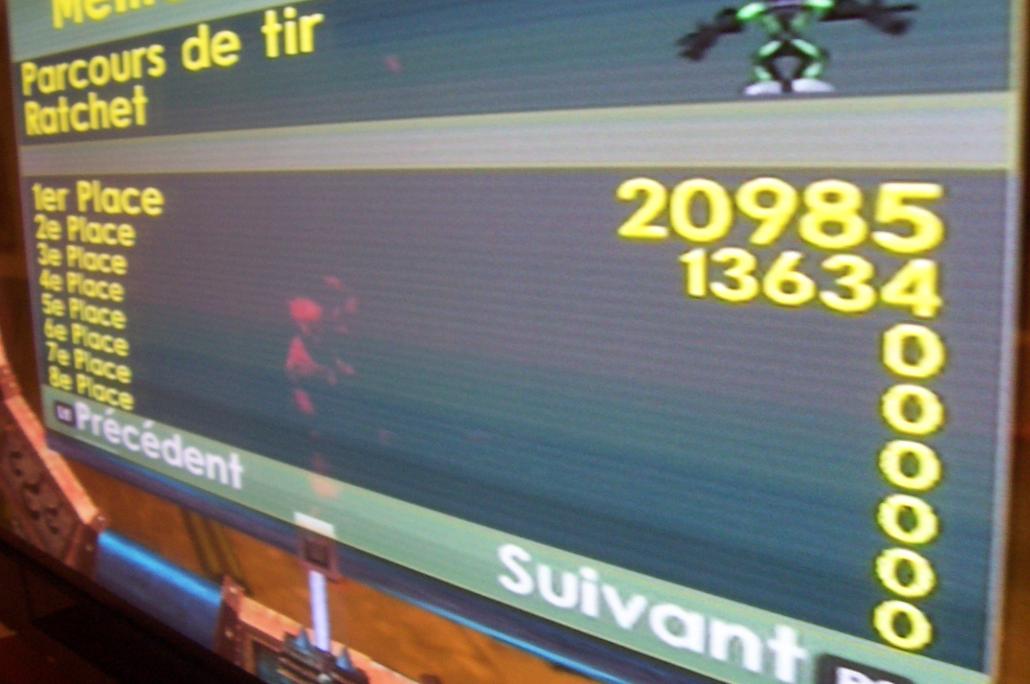 Parcours de tir
Ratchet
1er Place 20985
2e Place 13634
3e Place 0
4e Place 0
5e Place 0
6e Place 0
7e Place 0
8e Place 0
L1 Précédent
Suivant